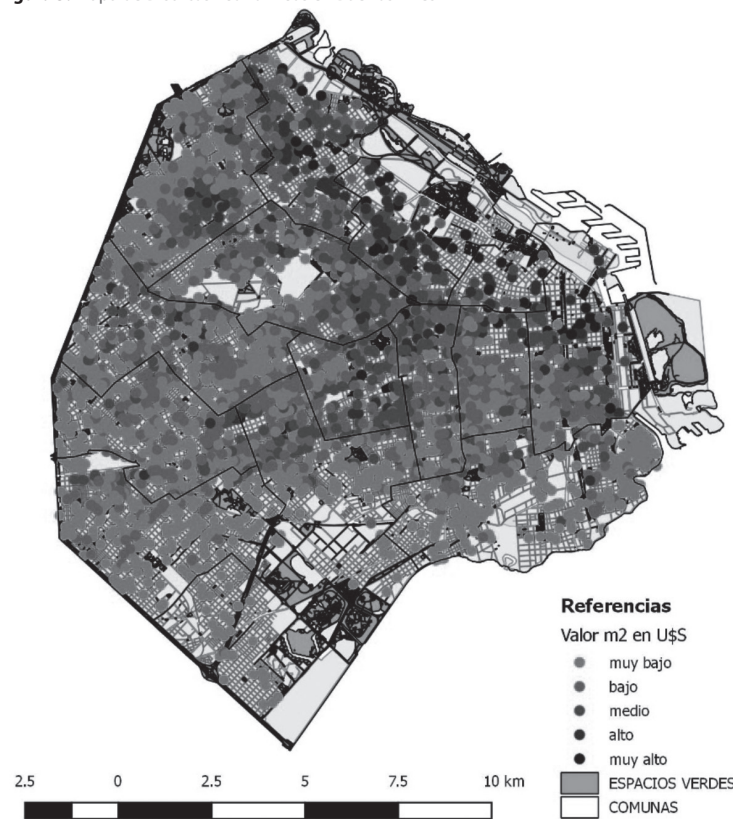 Referencias
Valor m2 en U$S
muy bajo
bajo
medio
alto
muy alto
ESPACIOS VERDES
COMUNAS
2.5 0 2.5 5 7.5 10 km